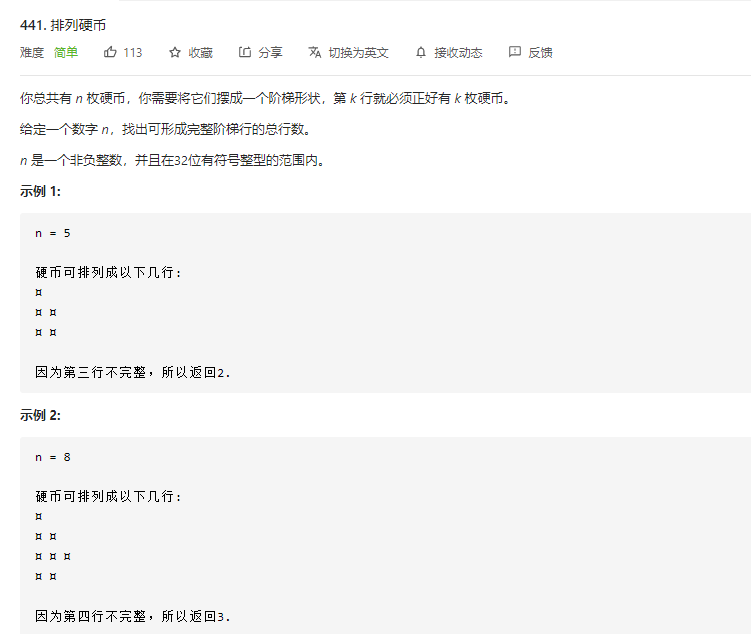 441. 排列硬币
难度 简单 113 收藏 分享 切换为英文 接收动态 反馈
你总共有 n 枚硬币，你需要将它们摆成一个阶梯形状，第 k 行就必须正好有 k 枚硬币。
给定一个数字 n，找出可形成完整阶梯行的总行数。
n 是一个非负整数，并且在32位有符号整型的范围内。
示例 1:
n = 5
硬币可排列成以下几行:
¤
¤ ¤
¤ ¤
因为第三行不完整，所以返回2.
示例 2:
n = 8
硬币可排列成以下几行:
¤
¤ ¤
¤ ¤ ¤
¤ ¤
因为第四行不完整，所以返回3.